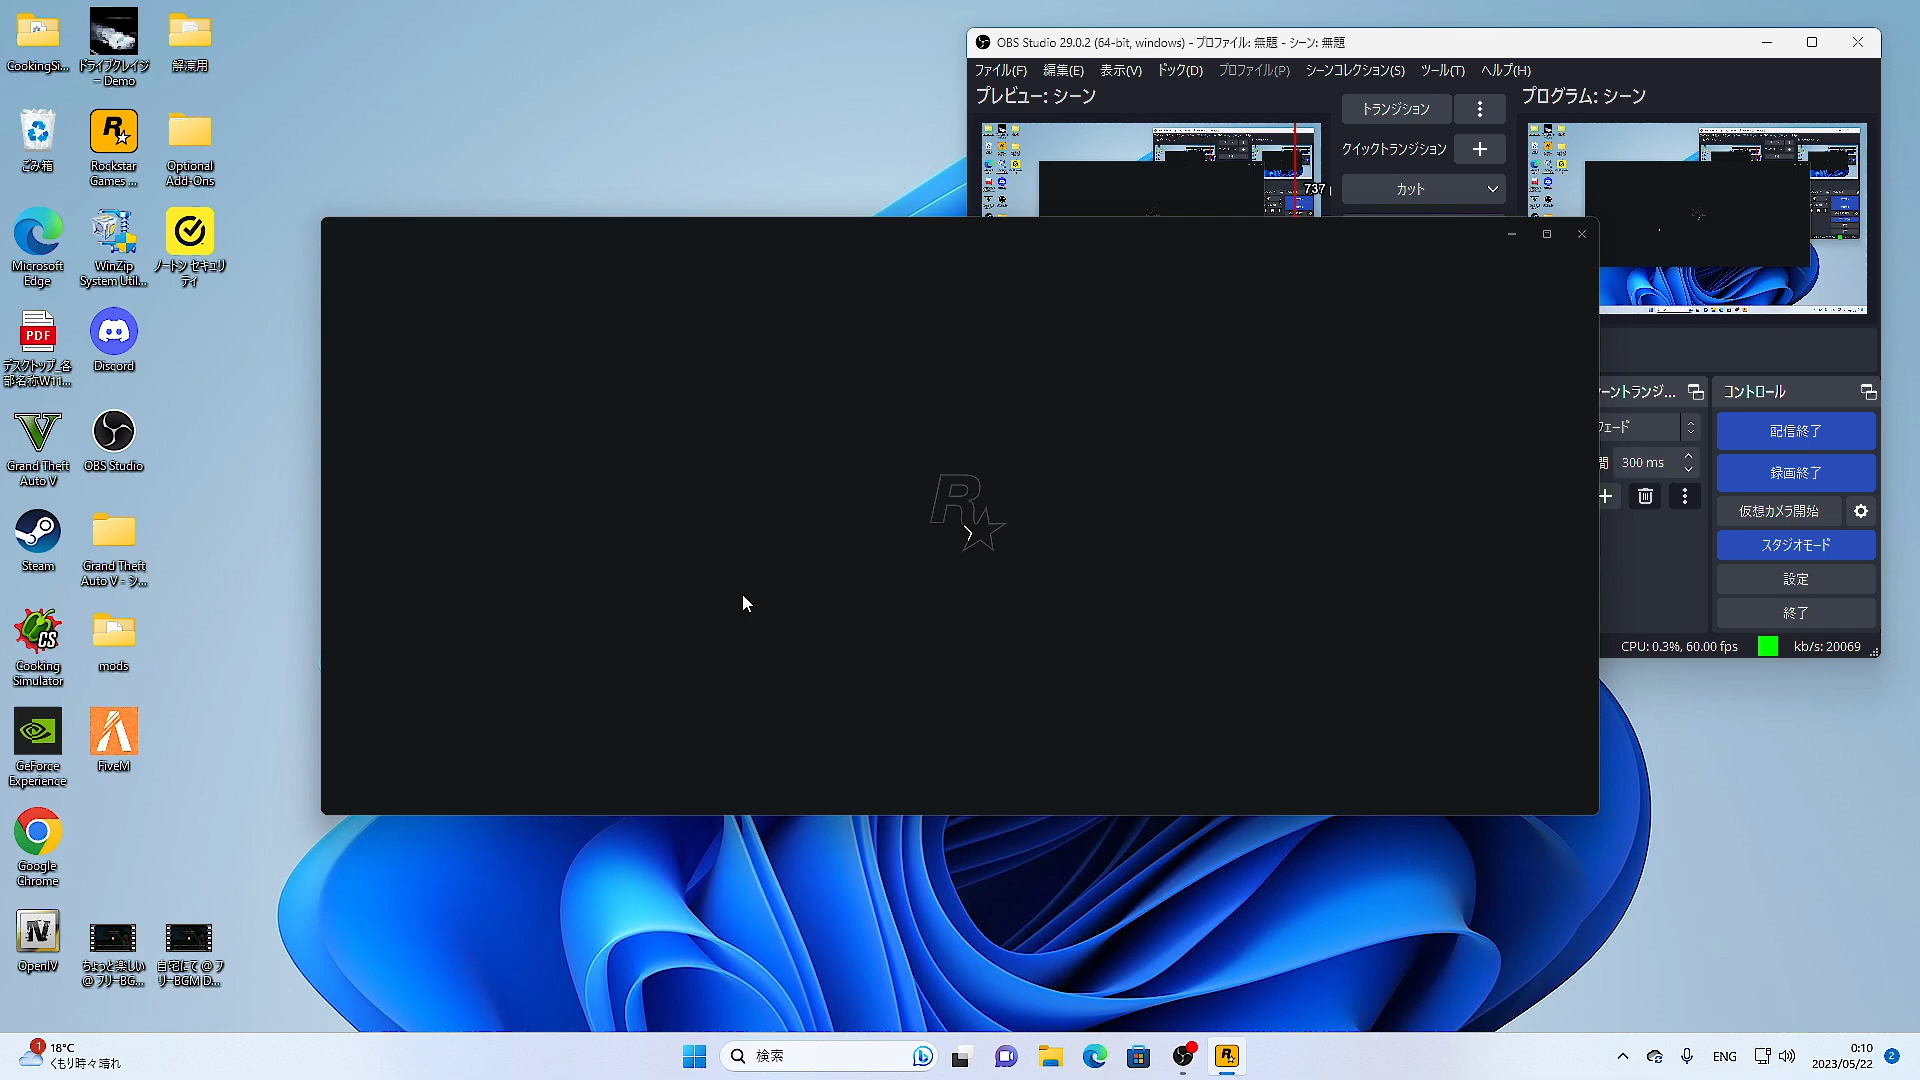 CookingSi...
ドライブクレイジ
ー Demo
解凍用
ごみ箱
Rockstar
Games ...
Optional
Add-Ons
Microsoft
Edge
WinZip
System Util...
ノートン セキュリ
ティ
PDF
デスクトップ_各
部名称W11...
Discord
Grand Theft
Auto V
OBS Studio
Steam
Grand Theft
Auto V - シ...
CS
Cooking
Simulator
mods
GeForce
Experience
FiveM
Google
Chrome
OpenIV
ちょっと楽しい
@ フリーBG...
自宅にて @ フ
リーBGM D...
OBS Studio 29.0.2 (64-bit, windows) - プロファイル: 無題 - シーン: 無題
ファイル(F) 編集(E) 表示(V) ドック(D) プロファイル(P) シーンコレクション(S) ツール(T) ヘルプ(H)
プレビュー: シーン
トランジション
プログラム: シーン
クイックトランジション
カット
737
ーントランジ...
コントロール
フェード
配信終了
間 300 ms
録画終了
仮想カメラ開始
スタジオモード
設定
終了
CPU: 0.3%, 60.00 fps
kb/s: 20069
R
1
18°C
くもり時々晴れ
検索
ENG
0:10
2023/05/22
2